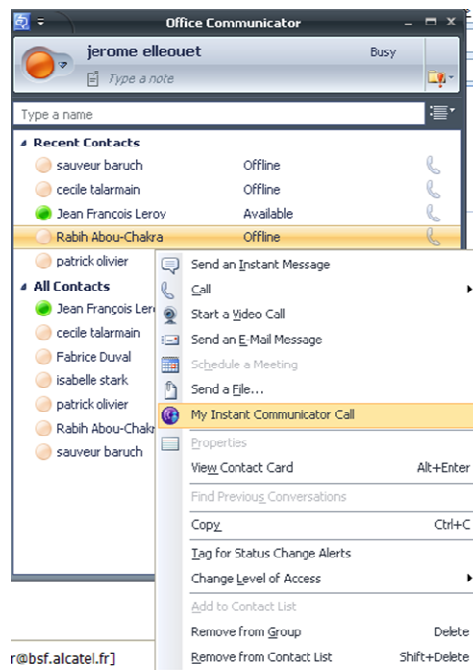 Office Communicator
jerome elleouet Busy
Type a note
Type a name
Recent Contacts
sauveur baruch Offline
cecile talarmain Offline
Jean François Leroy Available
Rabih Abou-Chakra Offline
patrick olivier
All Contacts
Jean François Ler
cecile talarmain
Fabrice Duval
isabelle stark
patrick olivier
Rabih Abou-Chak
sauveur baruch
Send an Instant Message
Call
Start a Video Call
Send an E-Mail Message
Schedule a Meeting
Send a File...
My Instant Communicator Call
Properties
View Contact Card Alt+Enter
Find Previous Conversations
Copy Ctrl+C
Tag for Status Change Alerts
Change Level of Access
Add to Contact List
Remove from Group Delete
Remove from Contact List Shift+Delete
r@bsf.alcatel.fr]